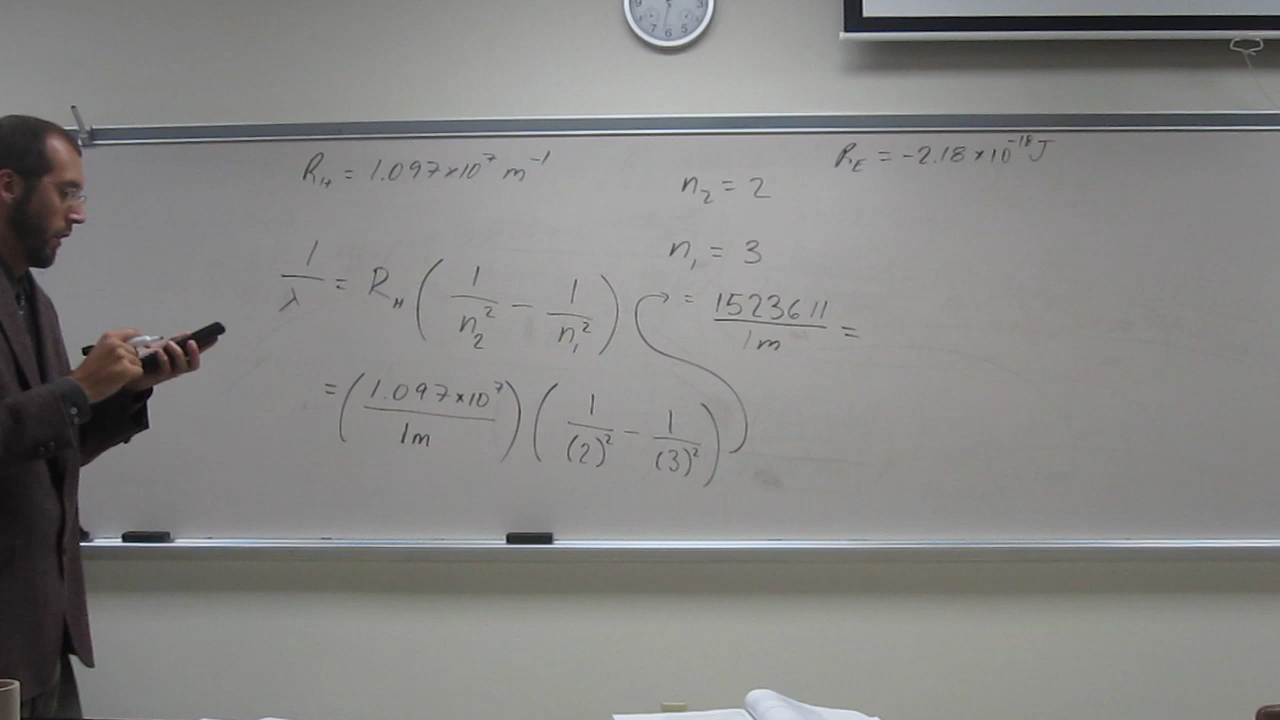 R_H = 1.097×10^7 m^-1
R_E = -2.18×10^-18 J
n_2 = 2
n_1 = 3
1/λ = R_H (1/n_2^2 - 1/n_1^2)
= 1523611/1m =
= (1.097×10^7/1m) (1/(2)^2 - 1/(3)^2)